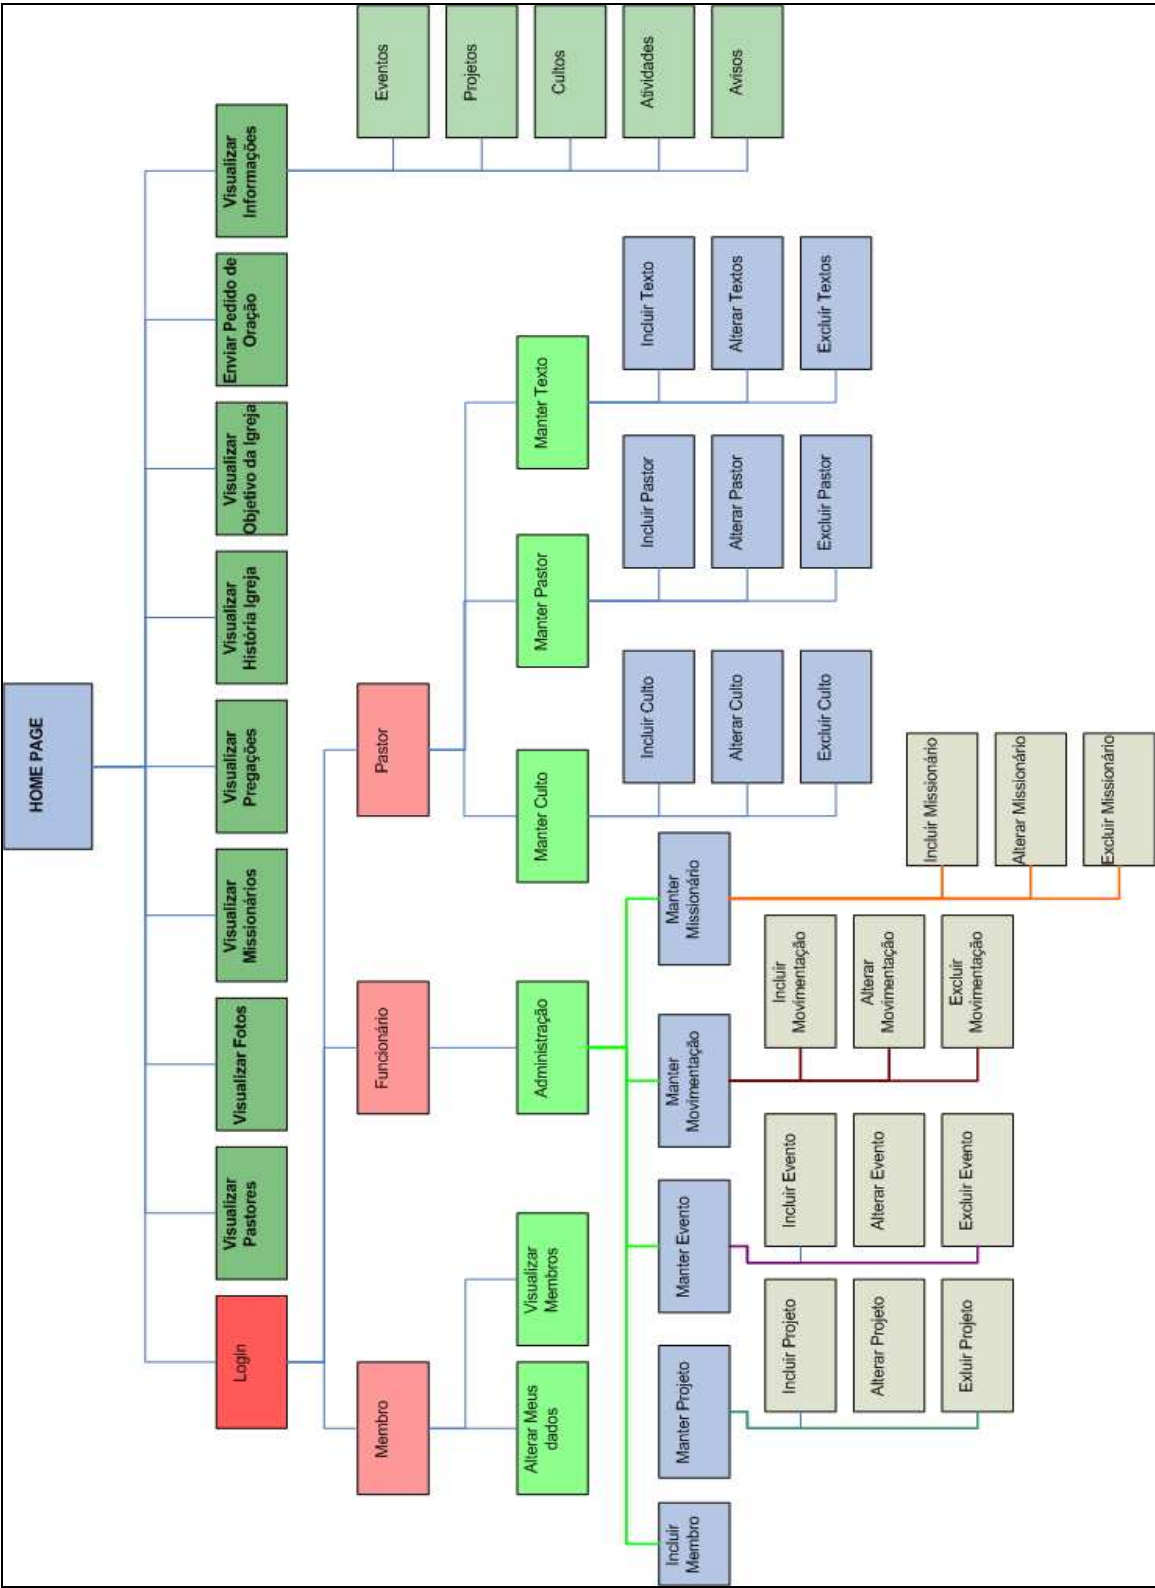 HOME PAGE
Login
Visualizar
Pastores
Visualizar Fotos
Visualizar
Missionários
Visualizar
Pregações
Visualizar
História Igreja
Visualizar
Objetivo da Igreja
Enviar Pedido de
Oração
Visualizar
Informações
Membro
Funcionário
Pastor
Eventos
Projetos
Cultos
Atividades
Avisos
Alterar Meus
dados
Visualizar
Membros
Administração
Manter Culto
Manter Pastor
Manter Texto
Incluir Culto
Alterar Culto
Excluir Culto
Incluir Pastor
Alterar Pastor
Excluir Pastor
Incluir Texto
Alterar Textos
Excluir Textos
Incluir
Membro
Manter Projeto
Manter Evento
Manter
Movimentação
Manter
Missionário
Incluir Projeto
Alterar Projeto
Exluir Projeto
Incluir Evento
Alterar Evento
Excluir Evento
Incluir
Movimentação
Alterar
Movimentação
Excluir
Movimentação
Incluir Missionário
Alterar Missionário
Excluir Missionário